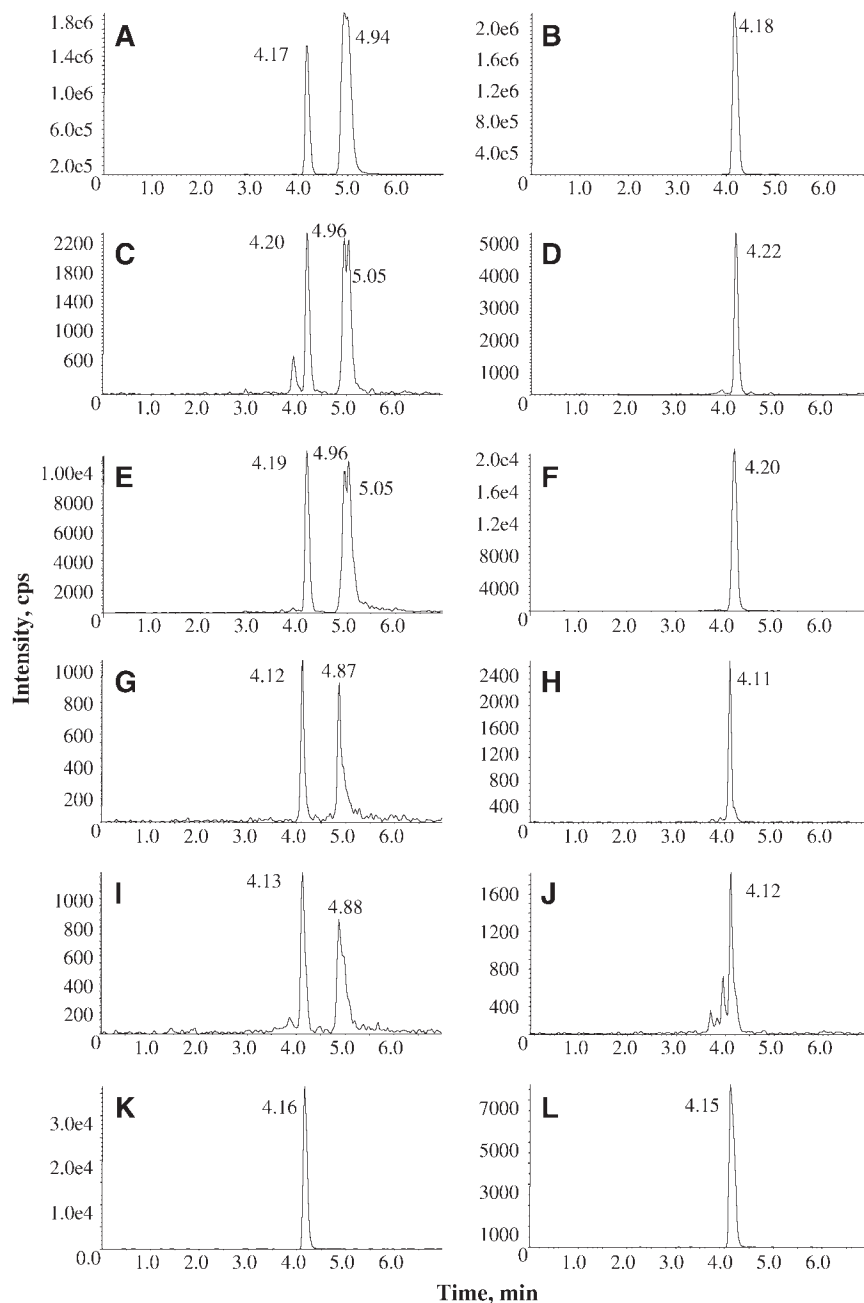 A
1.8e6
1.4e6
1.0e6
6.0e5
2.0e5
4.17
4.94
0 1.0 2.0 3.0 4.0 5.0 6.0
B
2.0e6
1.6e6
1.2e6
8.0e5
4.0e5
4.18
0 1.0 2.0 3.0 4.0 5.0 6.0
C
2200
1800
1400
1000
600
4.20
4.96
5.05
0 1.0 2.0 3.0 4.0 5.0 6.0
D
5000
4000
3000
2000
1000
4.22
0 1.0 2.0 3.0 4.0 5.0 6.0
E
1.00e4
8000
6000
4000
2000
4.19
4.96
5.05
0 1.0 2.0 3.0 4.0 5.0 6.0
F
2.0e4
1.6e4
1.2e4
8000
4000
4.20
0 1.0 2.0 3.0 4.0 5.0 6.0
Intensity, cps
G
1000
800
600
400
200
4.12
4.87
0 1.0 2.0 3.0 4.0 5.0 6.0
H
2400
2000
1600
1200
800
400
4.11
0 1.0 2.0 3.0 4.0 5.0 6.0
I
1000
800
600
400
200
4.13
4.88
0 1.0 2.0 3.0 4.0 5.0 6.0
J
1600
1200
800
400
4.12
0 1.0 2.0 3.0 4.0 5.0 6.0
K
3.0e4
2.0e4
1.0e4
0.0
4.16
1.0 2.0 3.0 4.0 5.0 6.0
L
7000
5000
3000
1000
4.15
0 1.0 2.0 3.0 4.0 5.0 6.0
Time, min